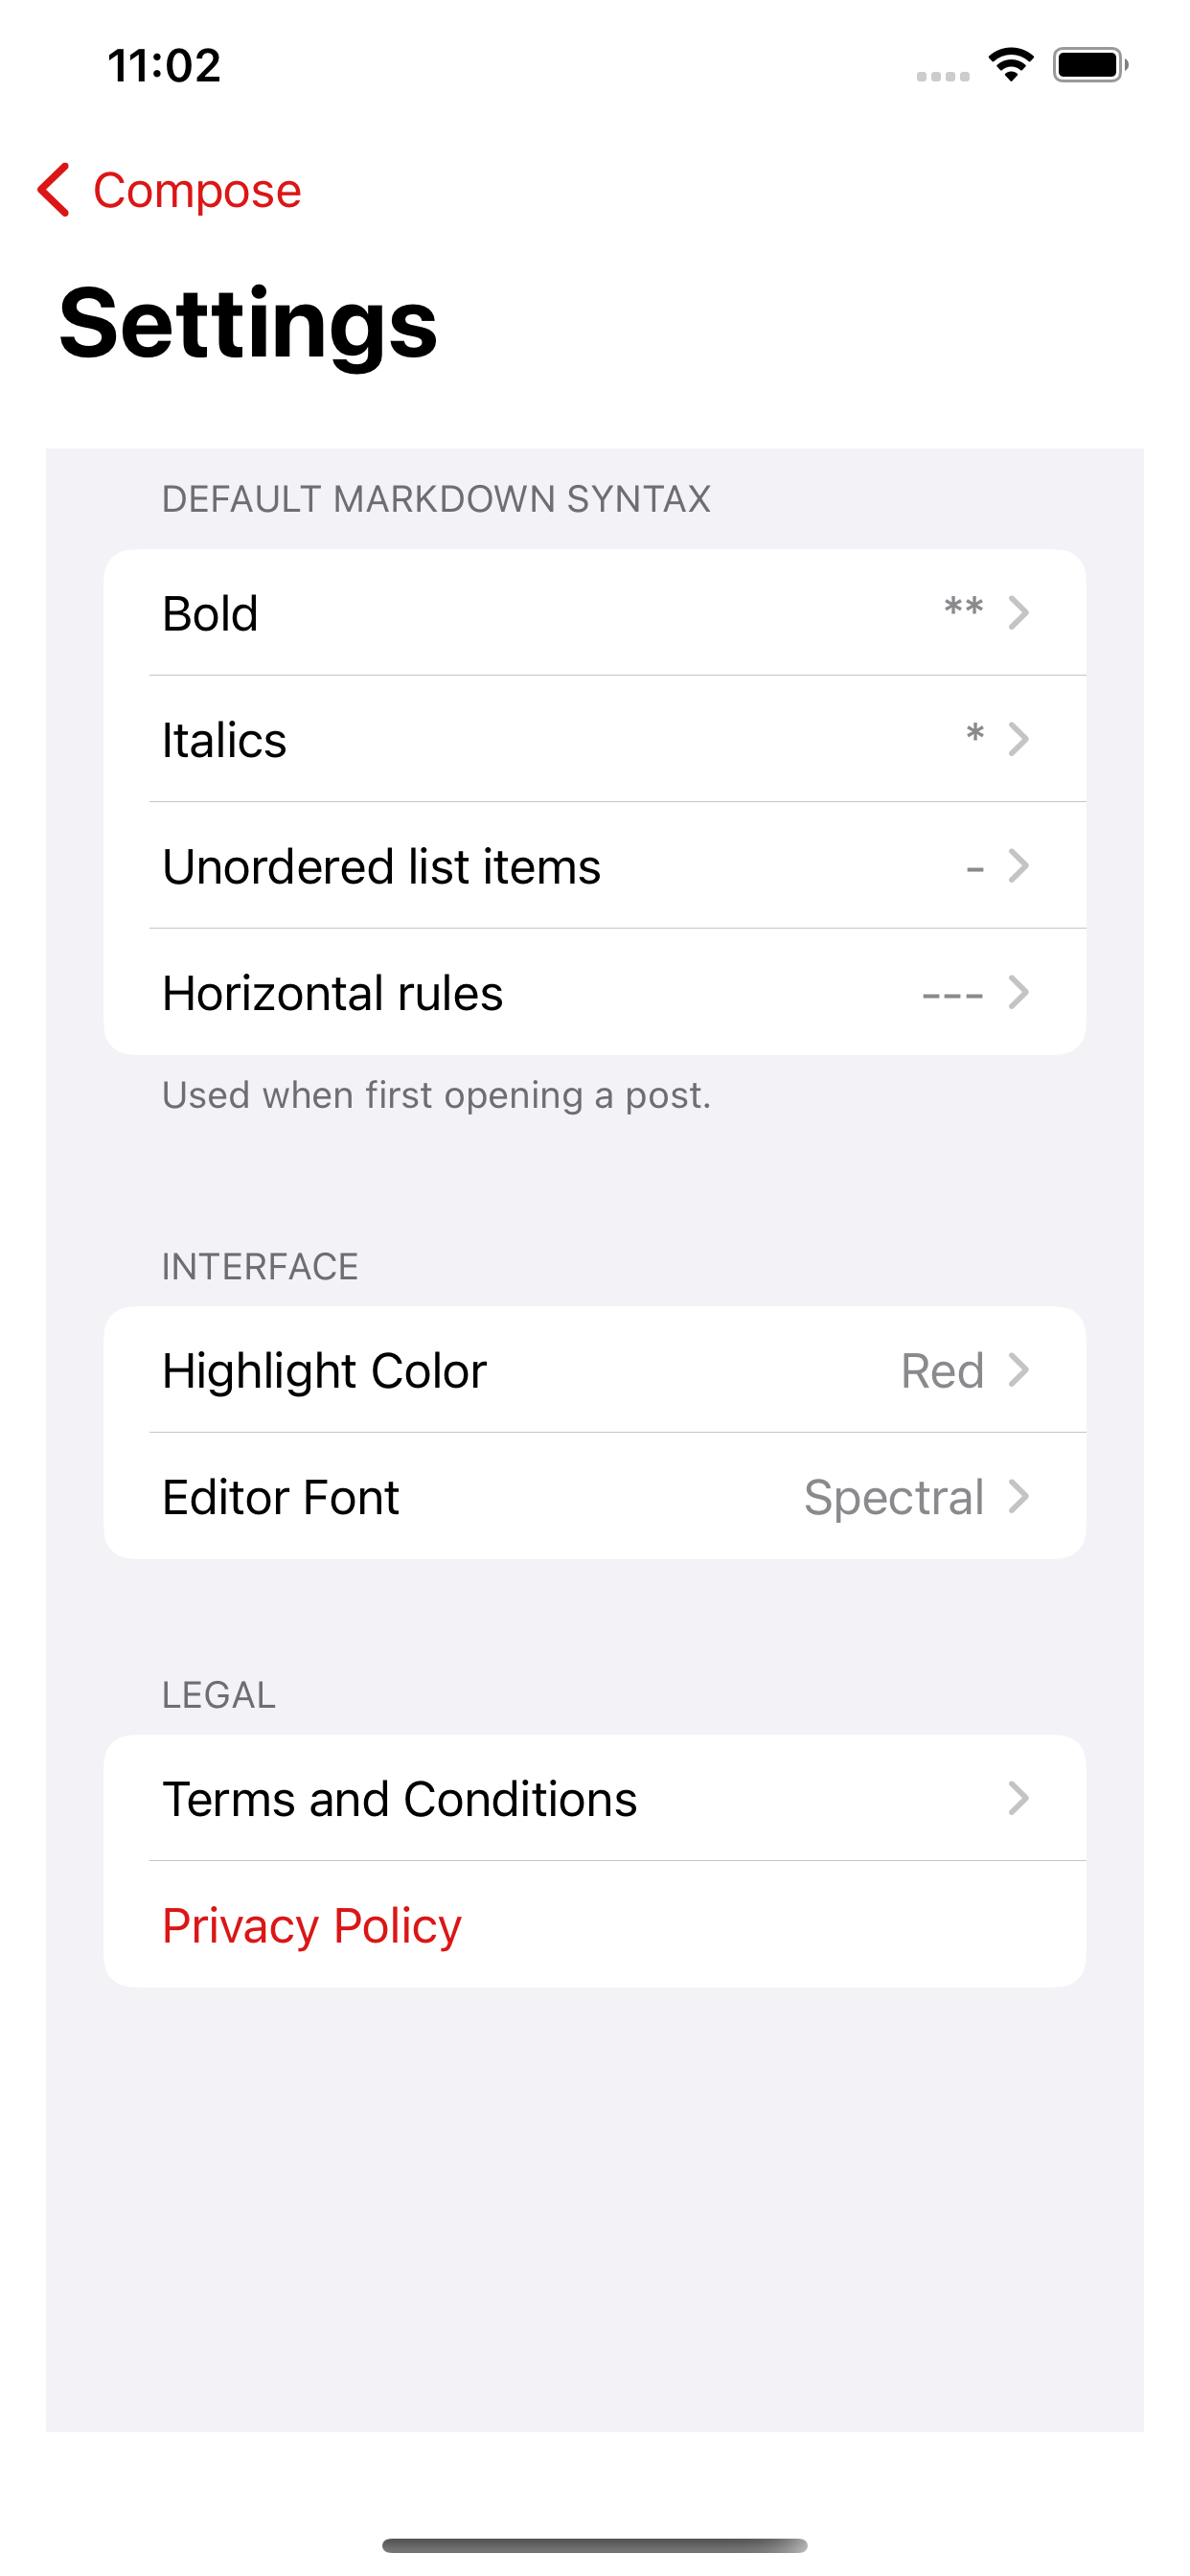 11:02
Compose
Settings
DEFAULT MARKDOWN SYNTAX
Bold **
Italics *
Unordered list items -
Horizontal rules ---
Used when first opening a post.
INTERFACE
Highlight Color Red
Editor Font Spectral
LEGAL
Terms and Conditions
Privacy Policy